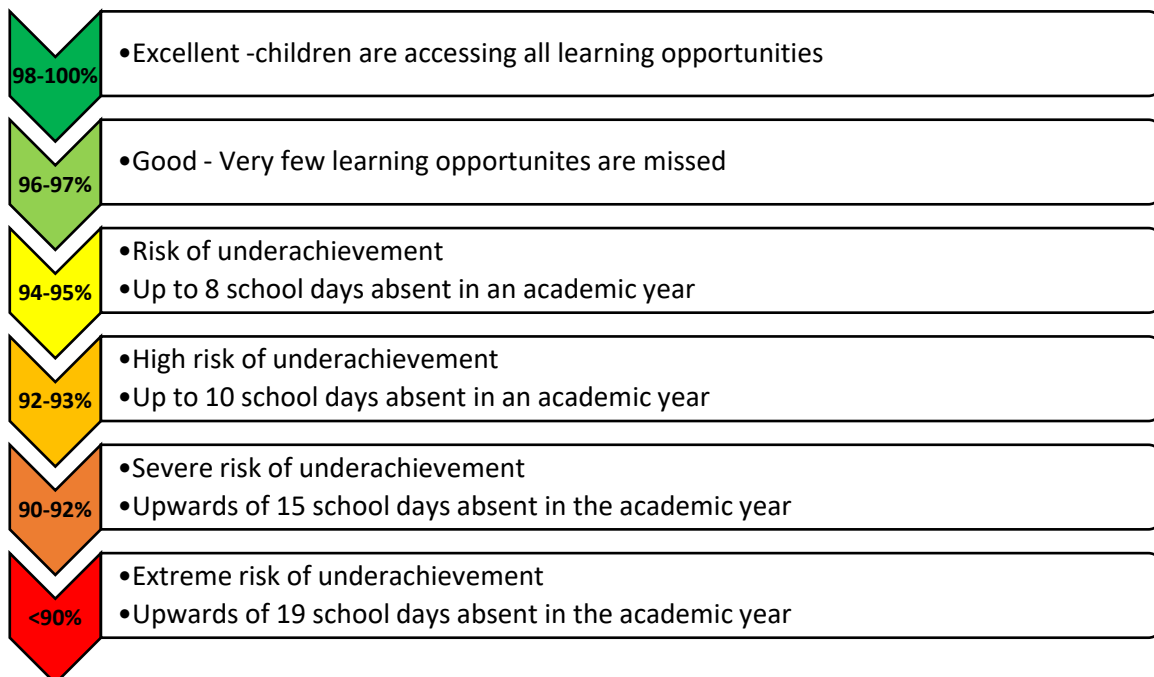 98-100%
•Excellent -children are accessing all learning opportunities
96-97%
•Good - Very few learning opportunites are missed
94-95%
•Risk of underachievement
•Up to 8 school days absent in an academic year
92-93%
•High risk of underachievement
•Up to 10 school days absent in an academic year
90-92%
•Severe risk of underachievement
•Upwards of 15 school days absent in the academic year
<90%
•Extreme risk of underachievement
•Upwards of 19 school days absent in the academic year